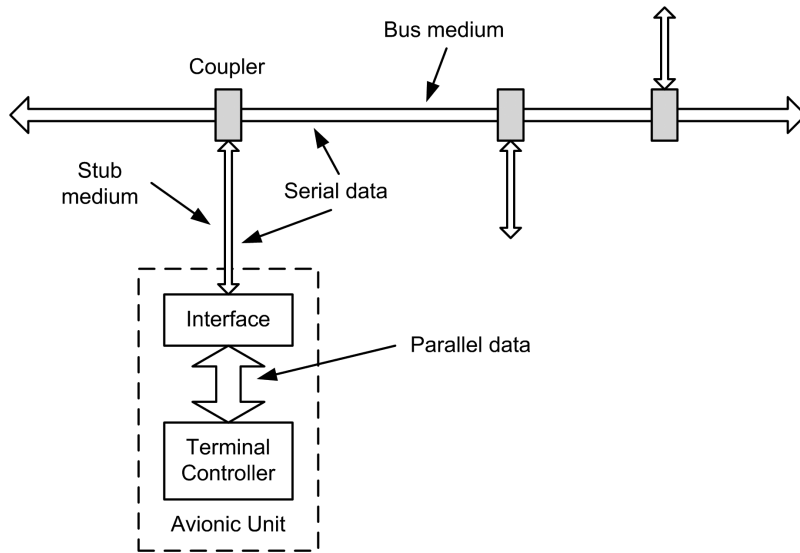 Bus medium
Coupler
Stub
medium
Serial data
Interface
Parallel data
Terminal
Controller
Avionic Unit